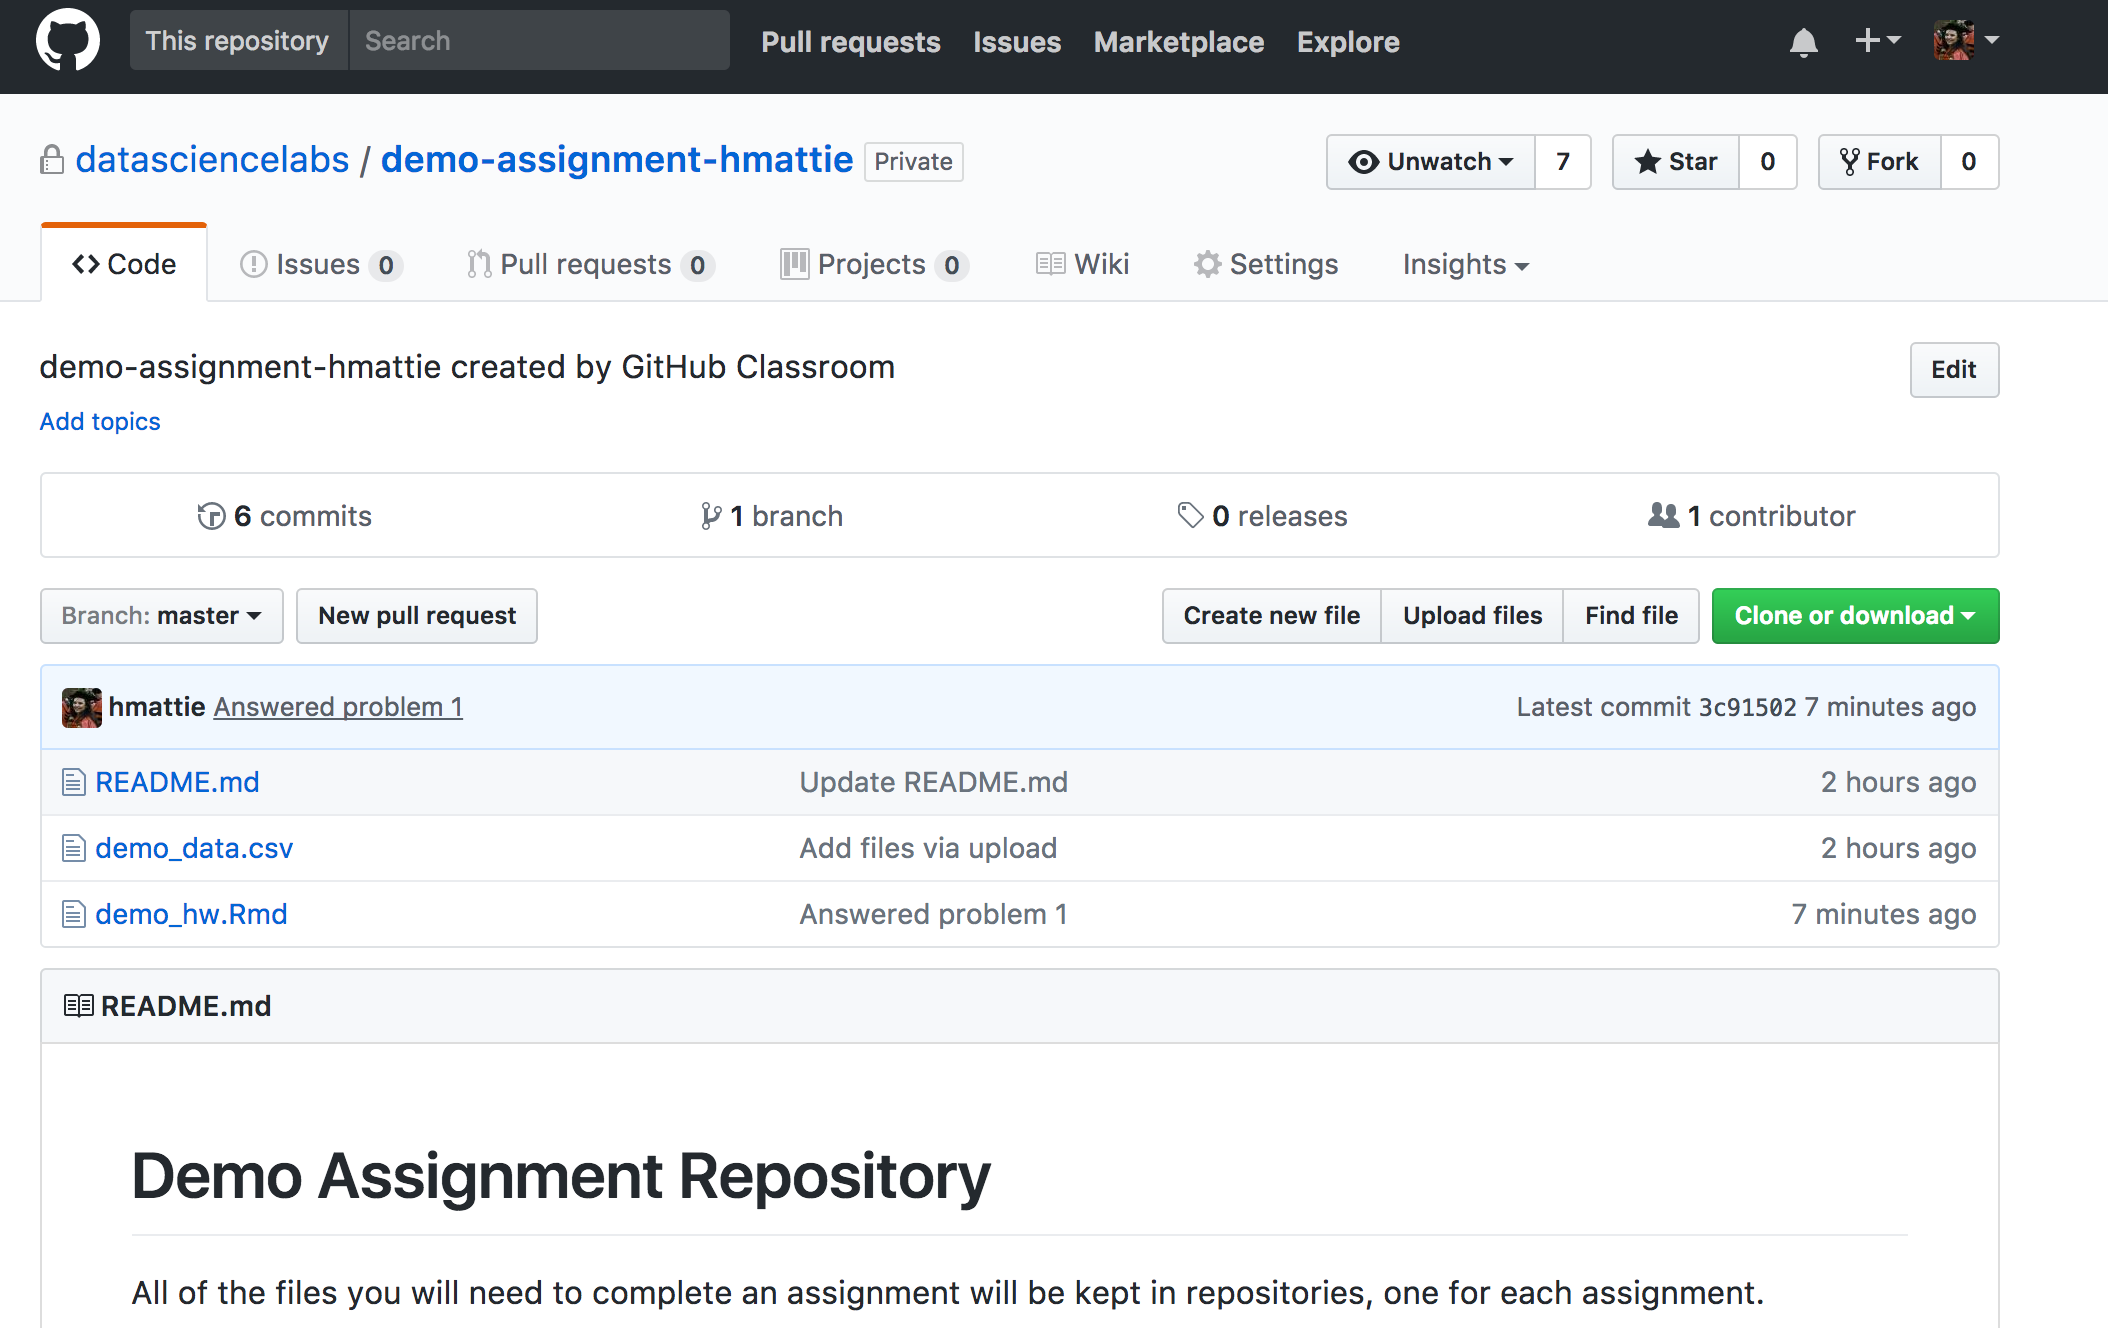 This repository Search Pull requests Issues Marketplace Explore
datasciencelabs / demo-assignment-hmattie Private Unwatch 7 Star 0 Fork 0
Code Issues 0 Pull requests 0 Projects 0 Wiki Settings Insights
demo-assignment-hmattie created by GitHub Classroom Edit
Add topics
6 commits 1 branch 0 releases 1 contributor
Branch: master New pull request Create new file Upload files Find file Clone or download
hmattie Answered problem 1 Latest commit 3c91502 7 minutes ago
README.md Update README.md 2 hours ago
demo_data.csv Add files via upload 2 hours ago
demo_hw.Rmd Answered problem 1 7 minutes ago
README.md
Demo Assignment Repository
All of the files you will need to complete an assignment will be kept in repositories, one for each assignment.